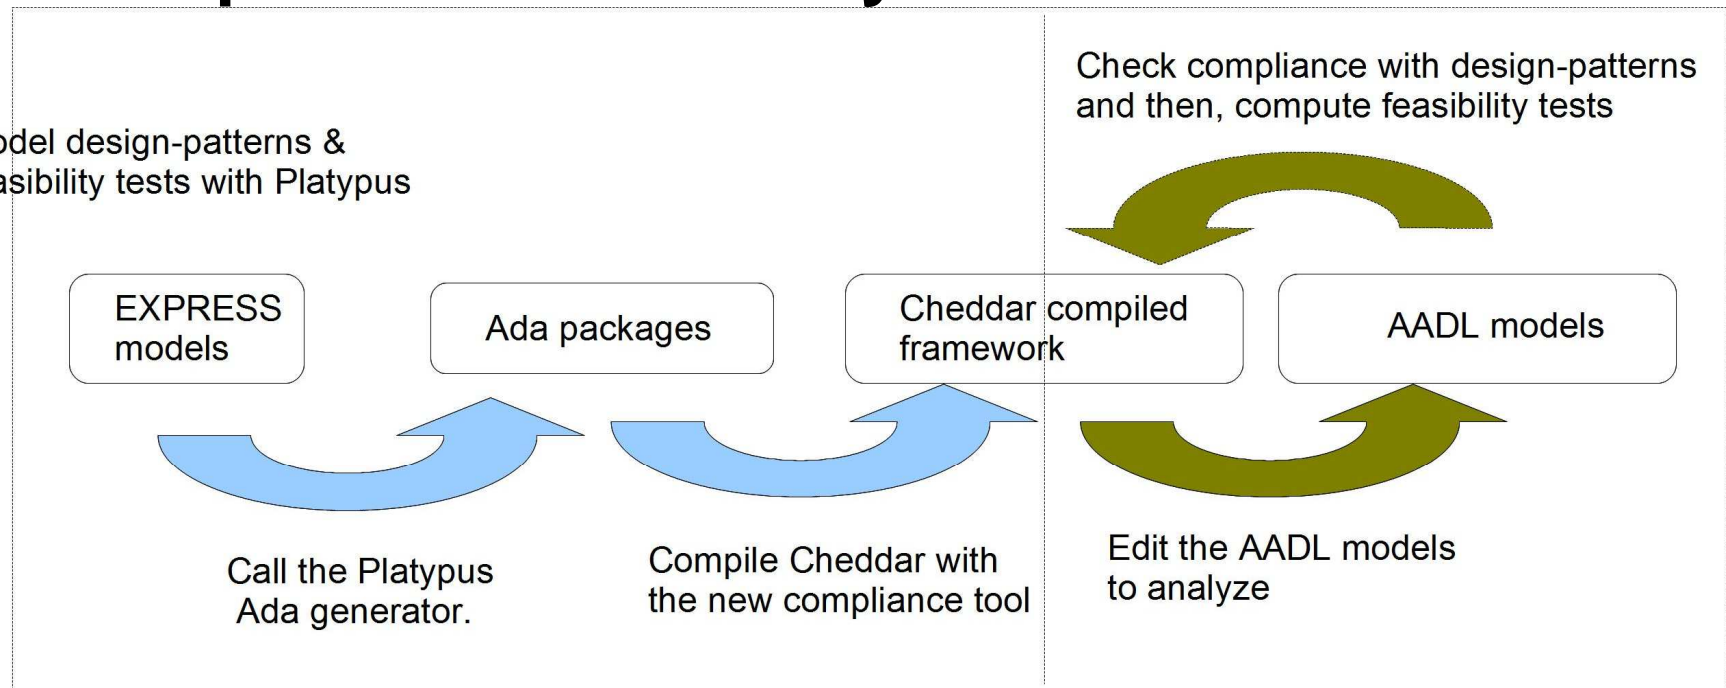 Check compliance with design-patterns
and then, compute feasibility tests
design-patterns &
tests with Platypus
EXPRESS
models
Ada packages
Cheddar compiled
framework
AADL models
Call the Platypus
Ada generator.
Compile Cheddar with
the new compliance tool
Edit the AADL models
to analyze